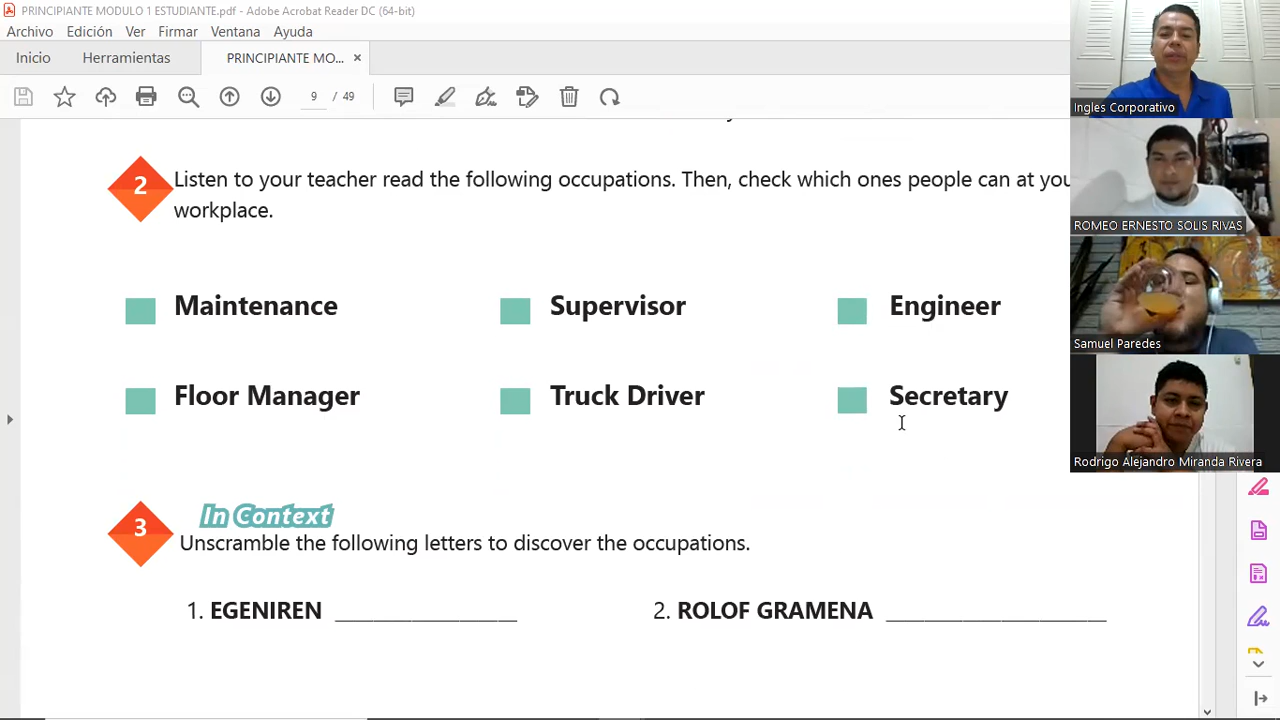 PRINCIPIANTE MODULO 1 ESTUDIANTE.pdf - Adobe Acrobat Reader DC (64-bit)
Archivo Edición Ver Firmar Ventana Ayuda
Inicio Herramientas PRINCIPIANTE MO... ×
9 / 49
2
Listen to your teacher read the following occupations. Then, check which ones people can at you
workplace.
Maintenance Supervisor Engineer
Floor Manager Truck Driver Secretary
3
In Context
Unscramble the following letters to discover the occupations.
1. EGENIREN __________________ 2. ROLOF GRAMENA ______________________
Ingles Corporativo
ROMEO ERNESTO SOLIS RIVAS
Samuel Paredes
Rodrigo Alejandro Miranda Rivera